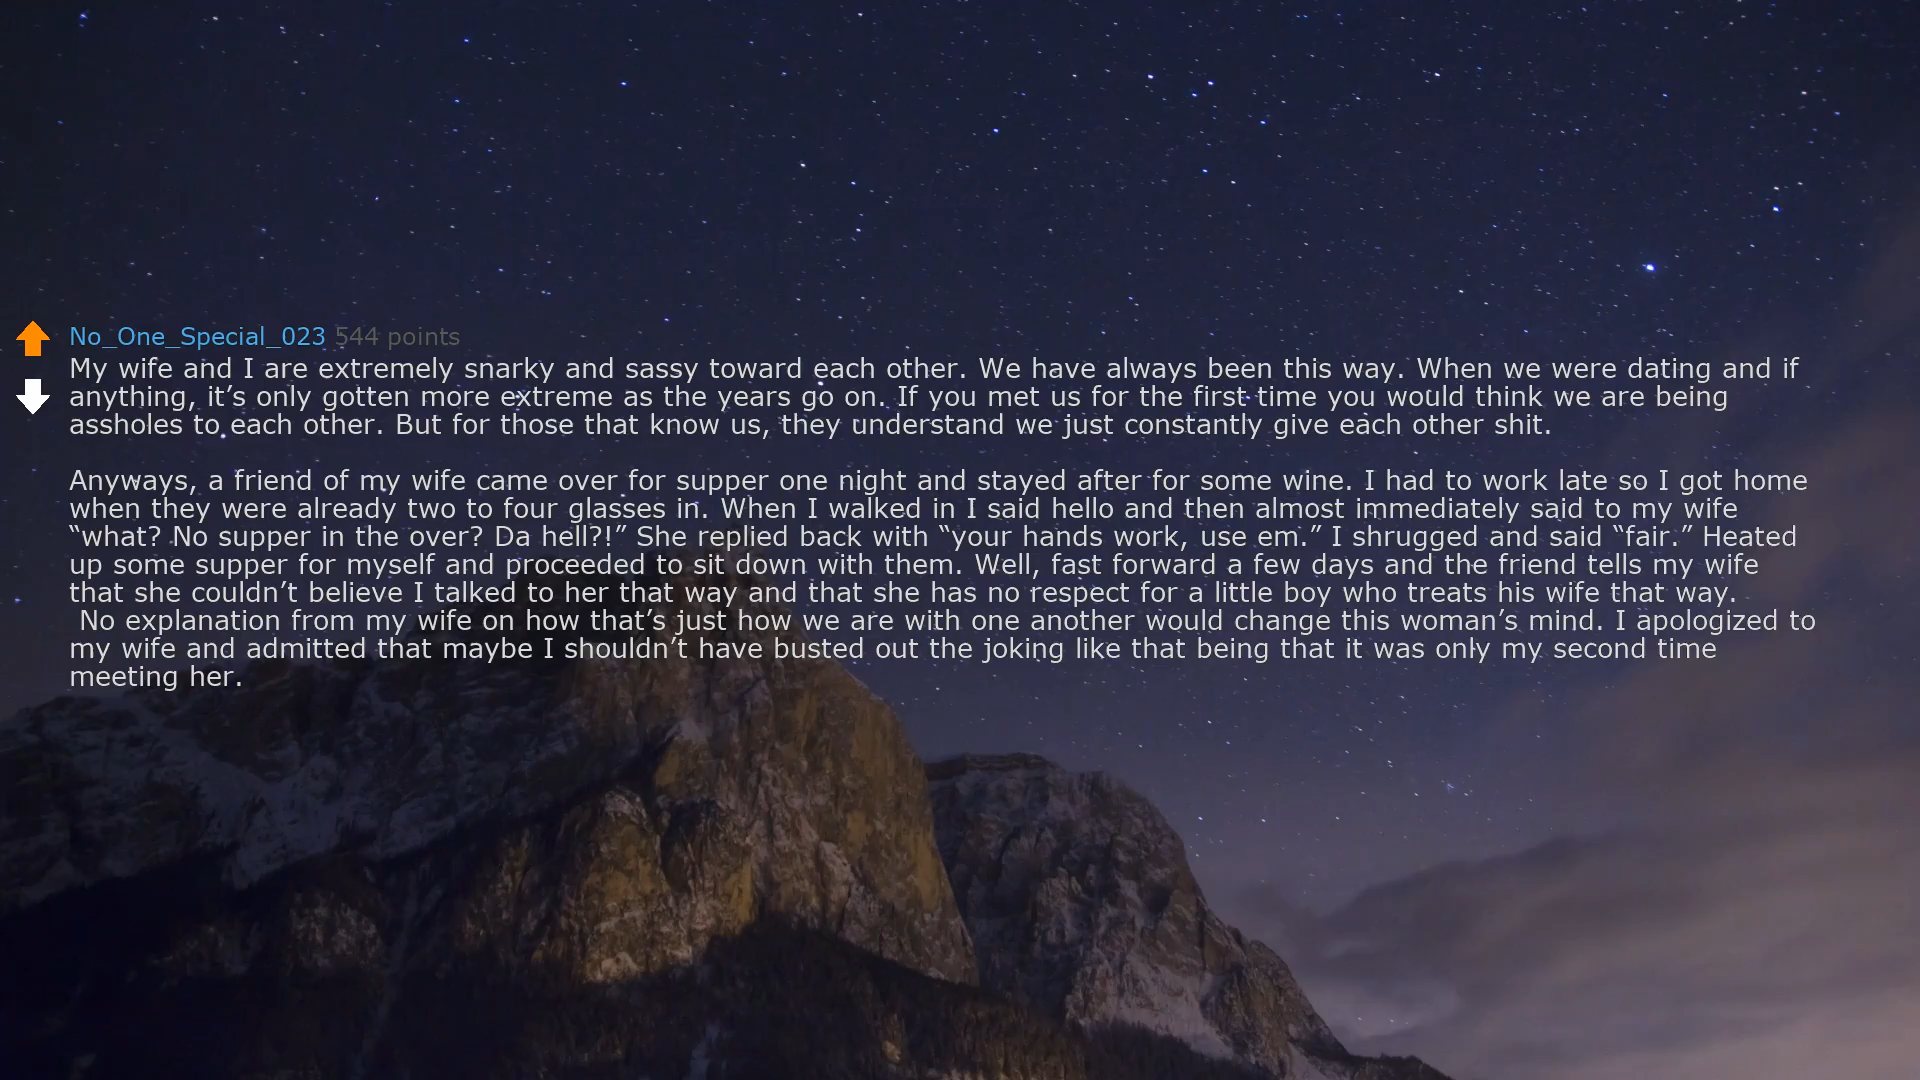 No_One_Special_023 544 points
My wife and I are extremely snarky and sassy toward each other. We have always been this way. When we were dating and if
anything, it’s only gotten more extreme as the years go on. If you met us for the first time you would think we are being
assholes to each other. But for those that know us, they understand we just constantly give each other shit.
Anyways, a friend of my wife came over for supper one night and stayed after for some wine. I had to work late so I got home
when they were already two to four glasses in. When I walked in I said hello and then almost immediately said to my wife
“what? No supper in the over? Da hell?!” She replied back with “your hands work, use em.” I shrugged and said “fair.” Heated
up some supper for myself and proceeded to sit down with them. Well, fast forward a few days and the friend tells my wife
that she couldn’t believe I talked to her that way and that she has no respect for a little boy who treats his wife that way.
No explanation from my wife on how that’s just how we are with one another would change this woman’s mind. I apologized to
my wife and admitted that maybe I shouldn’t have busted out the joking like that being that it was only my second time
meeting her.